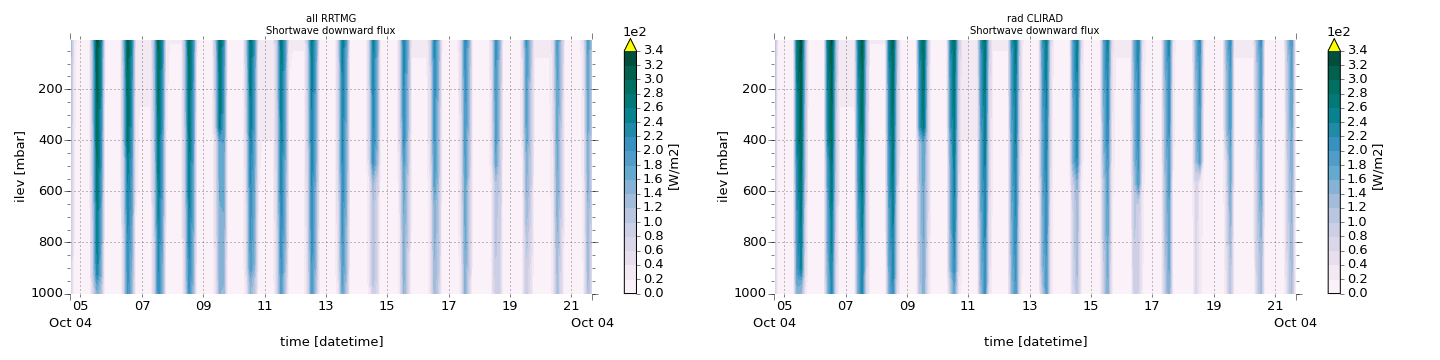 all RRTMG
Shortwave downward flux
1e2
3.4
3.2
3.0
2.8
2.6
2.4
2.2
2.0
1.8
1.6
1.4
1.2
1.0
0.8
0.6
0.4
0.2
0.0
[W/m2]
ilev [mbar]
200
400
600
800
1000
05 07 09 11 13 15 17 19 21
Oct 04 Oct 04
time [datetime]
rad CLIRAD
Shortwave downward flux
1e2
3.4
3.2
3.0
2.8
2.6
2.4
2.2
2.0
1.8
1.6
1.4
1.2
1.0
0.8
0.6
0.4
0.2
0.0
[W/m2]
ilev [mbar]
200
400
600
800
1000
05 07 09 11 13 15 17 19 21
Oct 04 Oct 04
time [datetime]